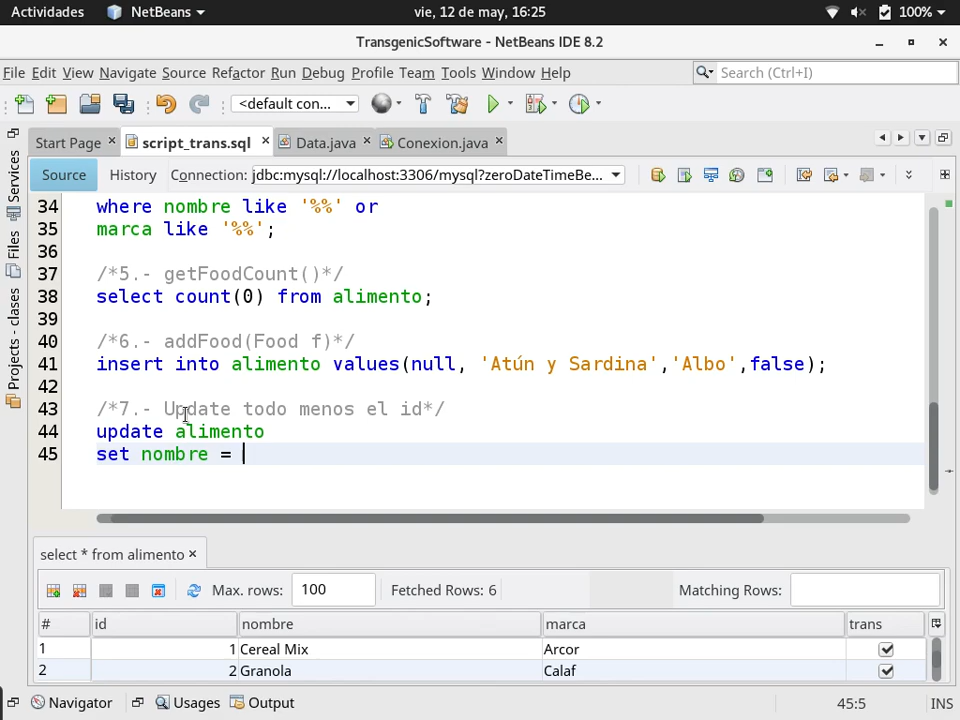 Actividades NetBeans vie, 12 de may, 16:25 100%
TransgenicSoftware - NetBeans IDE 8.2
File Edit View Navigate Source Refactor Run Debug Profile Team Tools Window Help Search (Ctrl+I)
<default con...
Start Page script_trans.sql Data.java Conexion.java
Source History Connection: jdbc:mysql://localhost:3306/mysql?zeroDateTimeBe...
Services
Files
Projects - clases
34 where nombre like '%%' or
35 marca like '%%';
36
37 /*5.- getFoodCount()*/
38 select count(0) from alimento;
39
40 /*6.- addFood(Food f)*/
41 insert into alimento values(null, 'Atún y Sardina','Albo',false);
42
43 /*7.- Update todo menos el id*/
44 update alimento
45 set nombre =
select * from alimento
Max. rows: 100 Fetched Rows: 6 Matching Rows:
# id nombre marca trans
1 1 Cereal Mix Arcor
2 2 Granola Calaf
Navigator Usages Output 45:5 INS